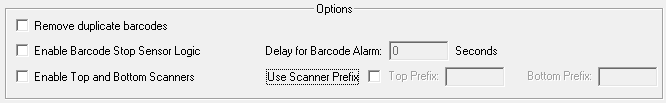 Options
Remove duplicate barcodes
Enable Barcode Stop Sensor Logic Delay for Barcode Alarm: 0 Seconds
Enable Top and Bottom Scanners Use Scanner Prefix Top Prefix: Bottom Prefix: